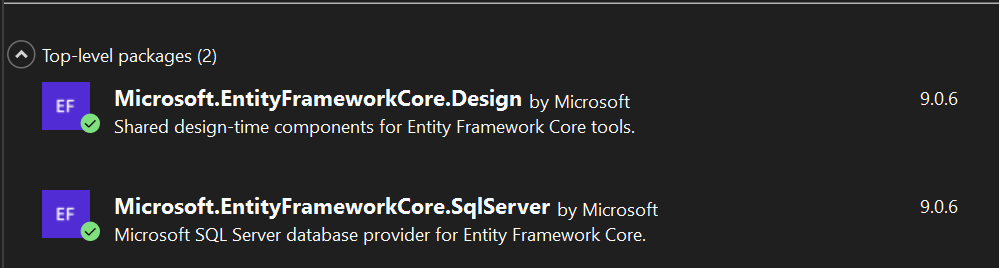 Top-level packages (2)
EF
Microsoft.EntityFrameworkCore.Design by Microsoft 9.0.6
Shared design-time components for Entity Framework Core tools.
EF
Microsoft.EntityFrameworkCore.SqlServer by Microsoft 9.0.6
Microsoft SQL Server database provider for Entity Framework Core.